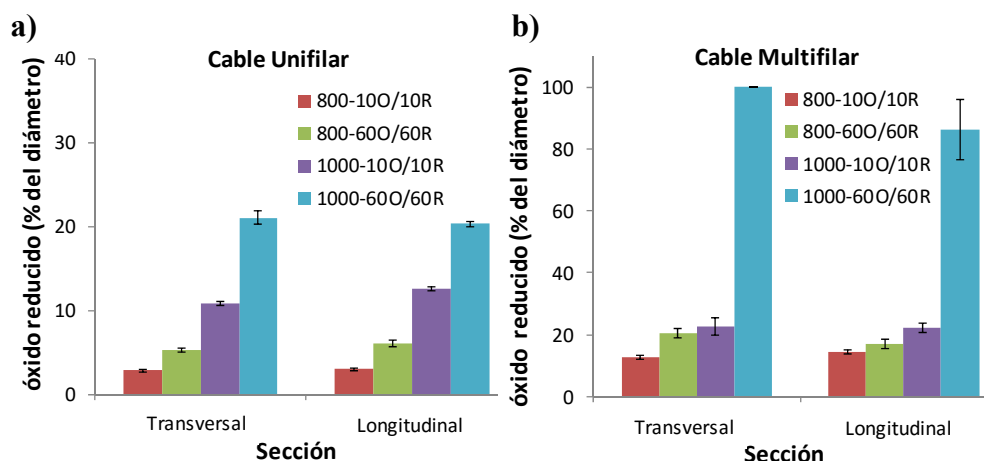 a)
Cable Unifilar
óxido reducido (% del diámetro)
40
30
20
10
0
800-10O/10R
800-60O/60R
1000-10O/10R
1000-60O/60R
Transversal
Longitudinal
Sección
b)
Cable Multifilar
óxido reducido (% del diámetro)
100
80
60
40
20
0
800-10O/10R
800-60O/60R
1000-10O/10R
1000-60O/60R
Transversal
Longitudinal
Sección